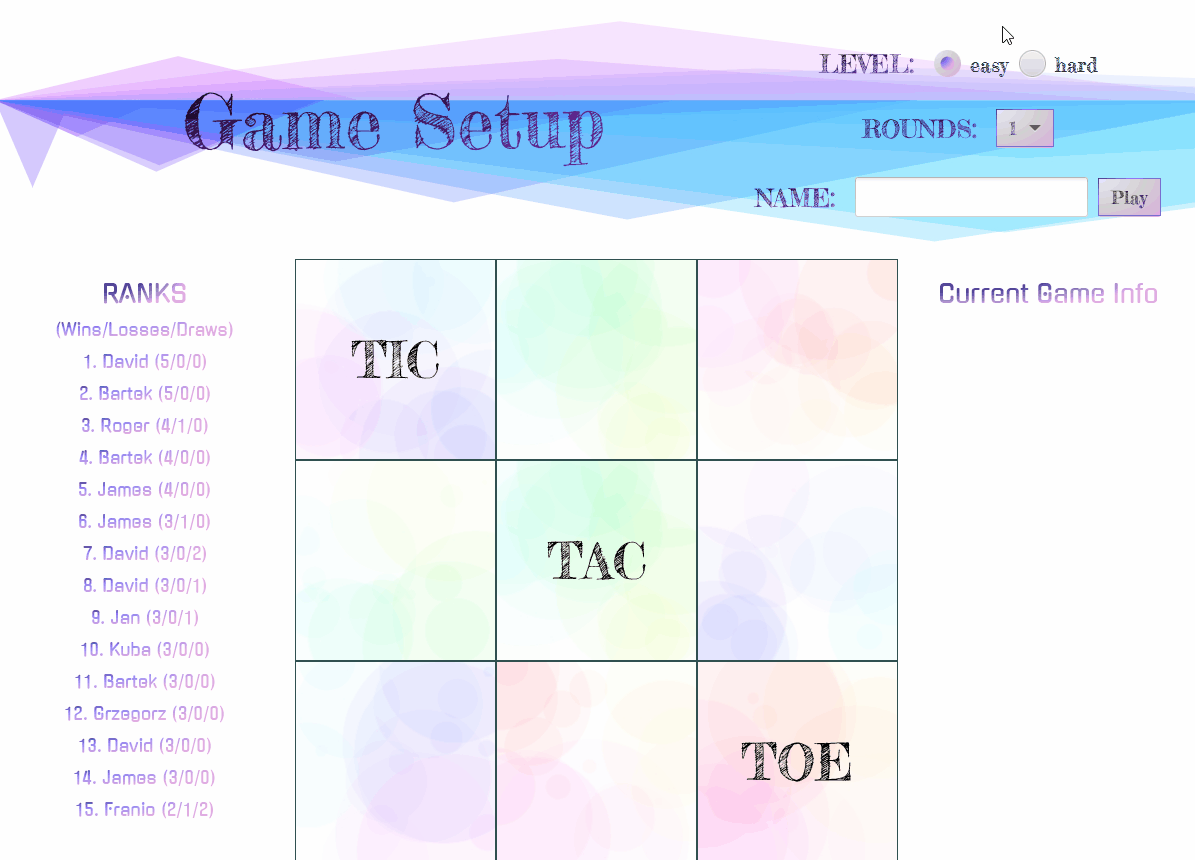 LEVEL: easy hard
Game Setup
ROUNDS: 1
NAME: Play
RANKS
(Wins/Losses/Draws)
1. David (5/0/0)
2. Bartek (5/0/0)
3. Roger (4/1/0)
4. Bartek (4/0/0)
5. James (4/0/0)
6. James (3/1/0)
7. David (3/0/2)
8. David (3/0/1)
9. Jan (3/0/1)
10. Kuba (3/0/0)
11. Bartek (3/0/0)
12. Grzegorz (3/0/0)
13. David (3/0/0)
14. James (3/0/0)
15. Franio (2/1/2)
TIC
TAC
TOE
Current Game Info